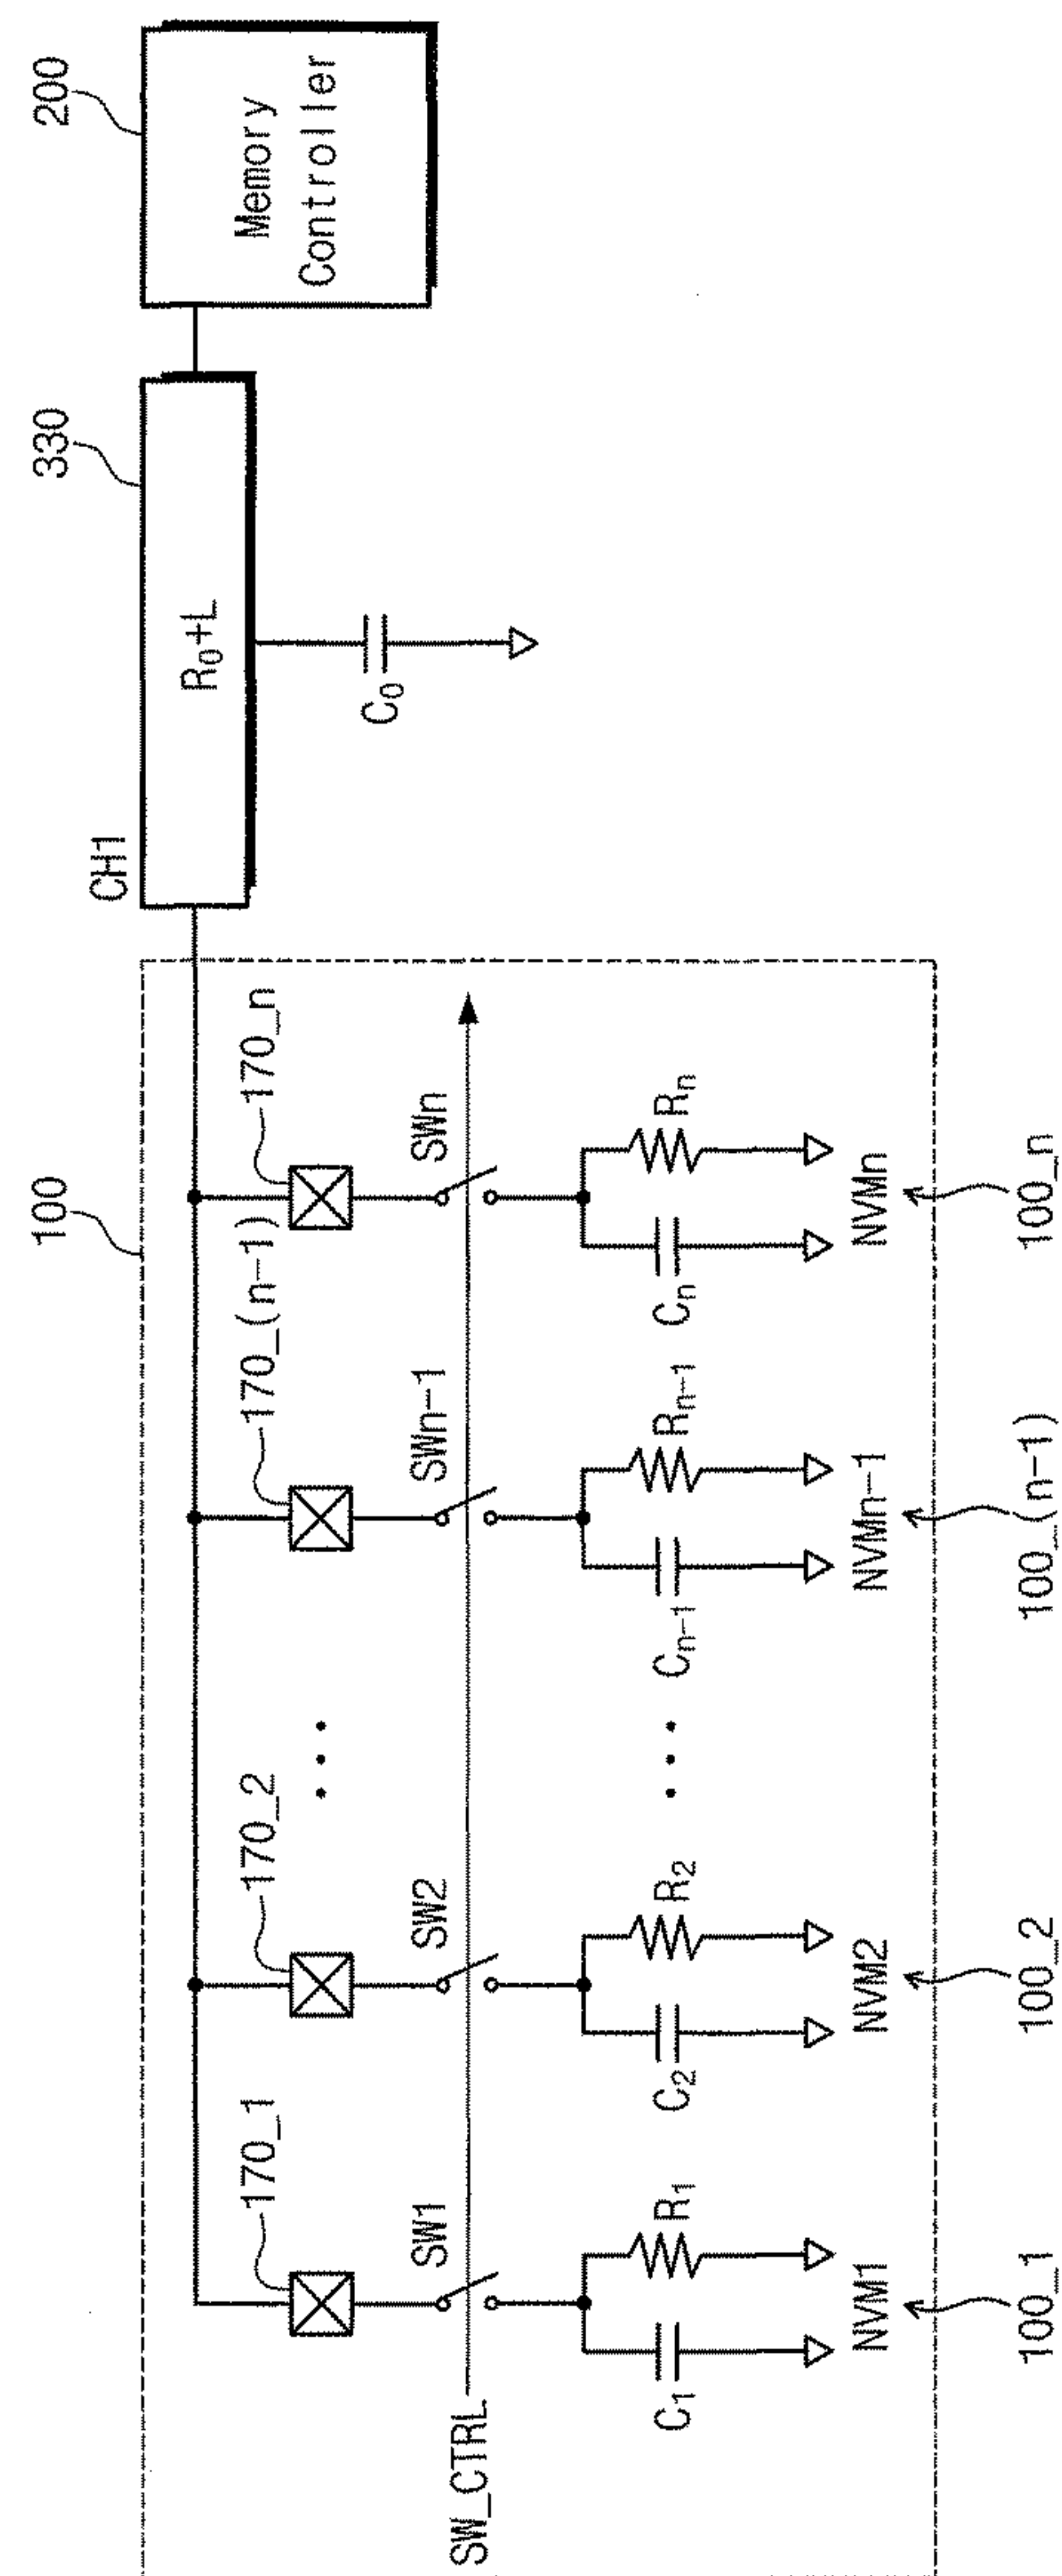 100
CH1
330
200
170_1
170_2
170_(n-1)
170_n
R₀+L
Memory
Controller
SW_CTRL
SW1
SW2
SWn-1
SWn
C₀
C₁
R₁
C₂
R₂
Cₙ₋₁
Rₙ₋₁
Cₙ
Rₙ
NVM1
NVM2
NVMn-1
NVMn
100_1
100_2
100_(n-1)
100_n